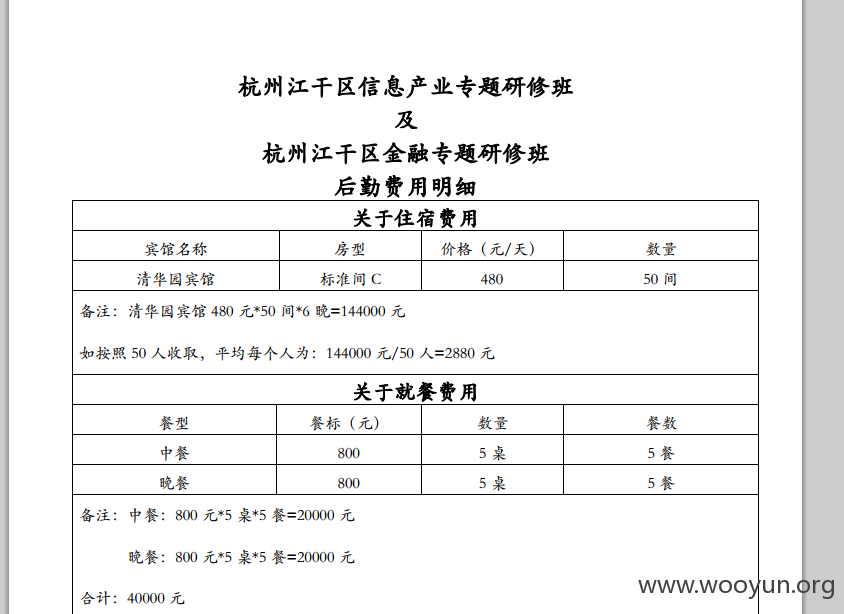 杭州江干区信息产业专题研修班
及
杭州江干区金融专题研修班
后勤费用明细
关于住宿费用
宾馆名称 房型 价格（元/天） 数量
清华园宾馆 标准间 C 480 50 间
备注：清华园宾馆 480 元*50 间*6 晚=144000 元
如按照 50 人收取，平均每个人为：144000 元/50 人=2880 元
关于就餐费用
餐型 餐标（元） 数量 餐数
中餐 800 5 桌 5 餐
晚餐 800 5 桌 5 餐
备注：中餐：800 元*5 桌*5 餐=20000 元
晚餐：800 元*5 桌*5 餐=20000 元
合计：40000 元
www.wooyun.org